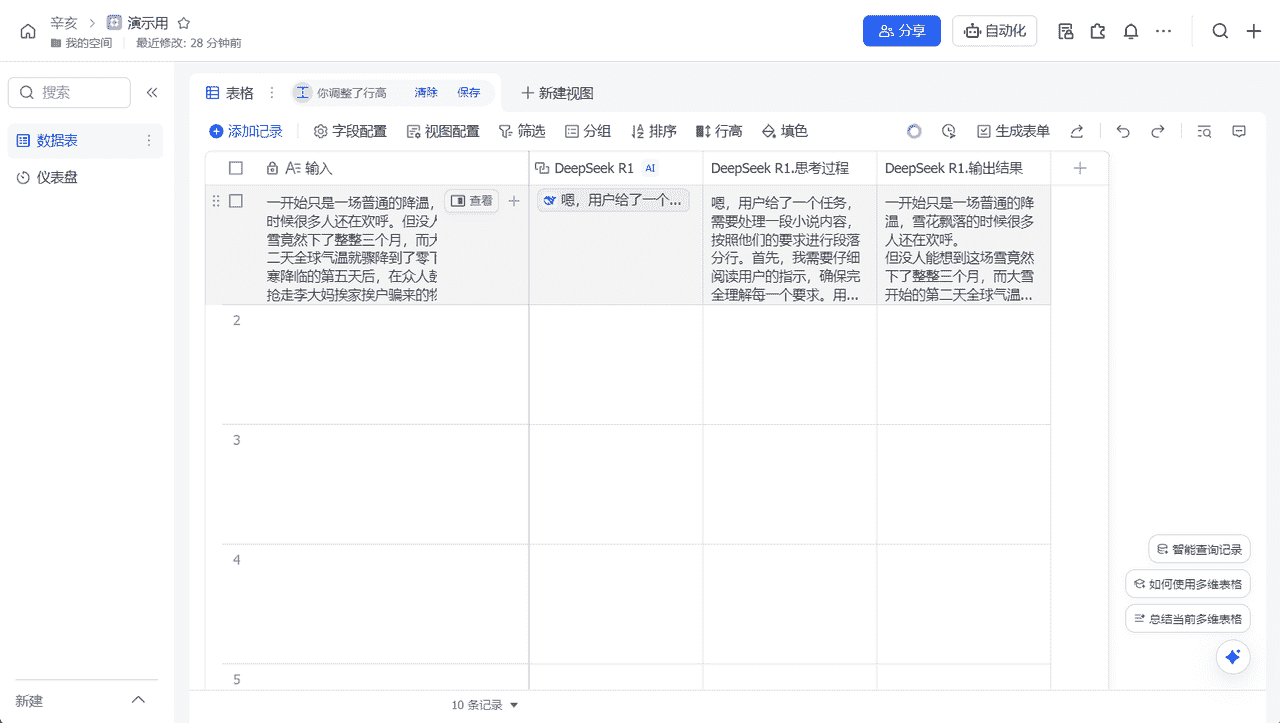 辛亥 > 演示用
我的空间 最近修改: 28 分钟前
分享 自动化
搜索
数据表
仪表盘
新建
表格 你调整了行高 清除 保存 新建视图
添加记录 字段配置 视图配置 筛选 分组 排序 行高 填色 生成表单
输入 DeepSeek R1 AI DeepSeek R1.思考过程 DeepSeek R1.输出结果
一开始只是一场普通的降温，
时候很多人还在欢呼。但没人
雪竟然下了整整三个月，而大
二天全球气温就骤降到了零下
寒降临的第五天后，在众人
抢走李大妈挨家挨户骗来的物
查看
嗯，用户给了一个...
嗯，用户给了一个任务，
需要处理一段小说内容，
按照他们的要求进行段落
分行。首先，我需要仔细
阅读用户的指示，确保完
全理解每一个要求。用...
一开始只是一场普通的降
温，雪花飘落的时候很多
人还在欢呼。
但没人能想到这场雪竟然
下了整整三个月，而大雪
开始的第二天全球气温...
2
3
4
5
智能查询记录
如何使用多维表格
总结当前多维表格
10 条记录